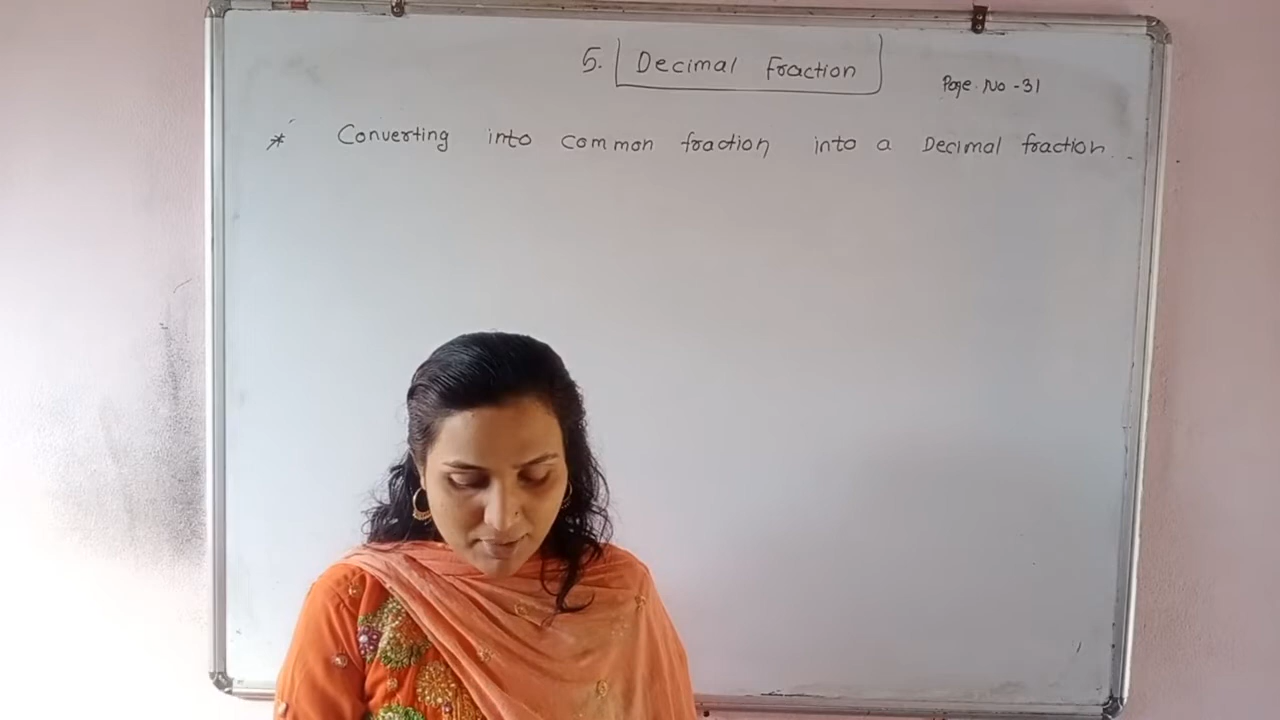 5. Decimal Fraction
Page. No -31
* Converting into common fraction into a Decimal fraction